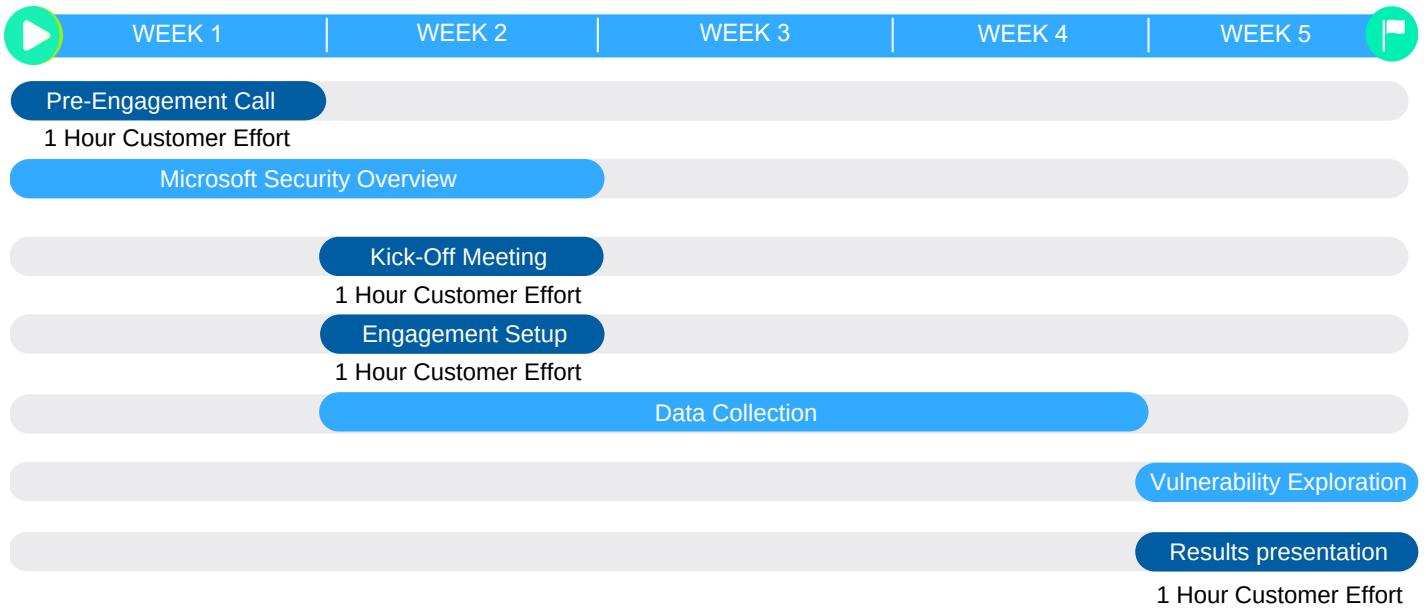 WEEK 1
WEEK 2
WEEK 3
WEEK 4
WEEK 5
Pre-Engagement Call
1 Hour Customer Effort
Microsoft Security Overview
Kick-Off Meeting
1 Hour Customer Effort
Engagement Setup
1 Hour Customer Effort
Data Collection
Vulnerability Exploration
Results presentation
1 Hour Customer Effort